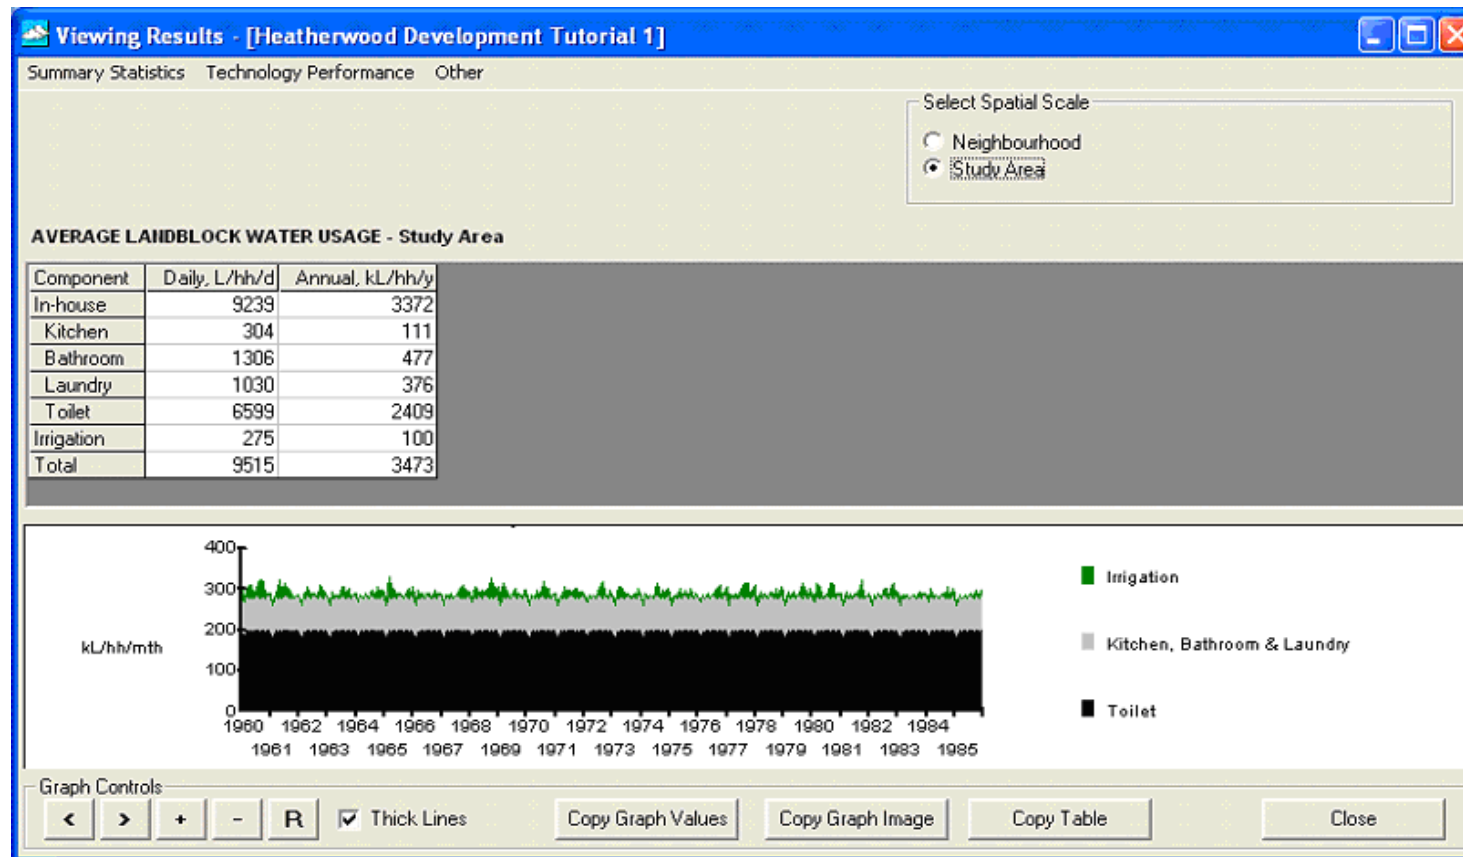 Viewing Results - [Heatherwood Development Tutorial 1]
Summary Statistics Technology Performance Other
Select Spatial Scale
Neighbourhood
Study Area
AVERAGE LANDBLOCK WATER USAGE - Study Area
Component Daily, L/hh/d Annual, kL/hh/y
In-house 9239 3372
Kitchen 304 111
Bathroom 1306 477
Laundry 1030 376
Toilet 6599 2409
Irrigation 275 100
Total 9515 3473
400
300
200
100
0
kL/hh/mth
1960 1962 1964 1966 1968 1970 1972 1974 1976 1978 1980 1982 1984
1961 1963 1965 1967 1969 1971 1973 1975 1977 1979 1981 1983 1985
Irrigation
Kitchen, Bathroom & Laundry
Toilet
Graph Controls
< > + - R Thick Lines Copy Graph Values Copy Graph Image Copy Table Close